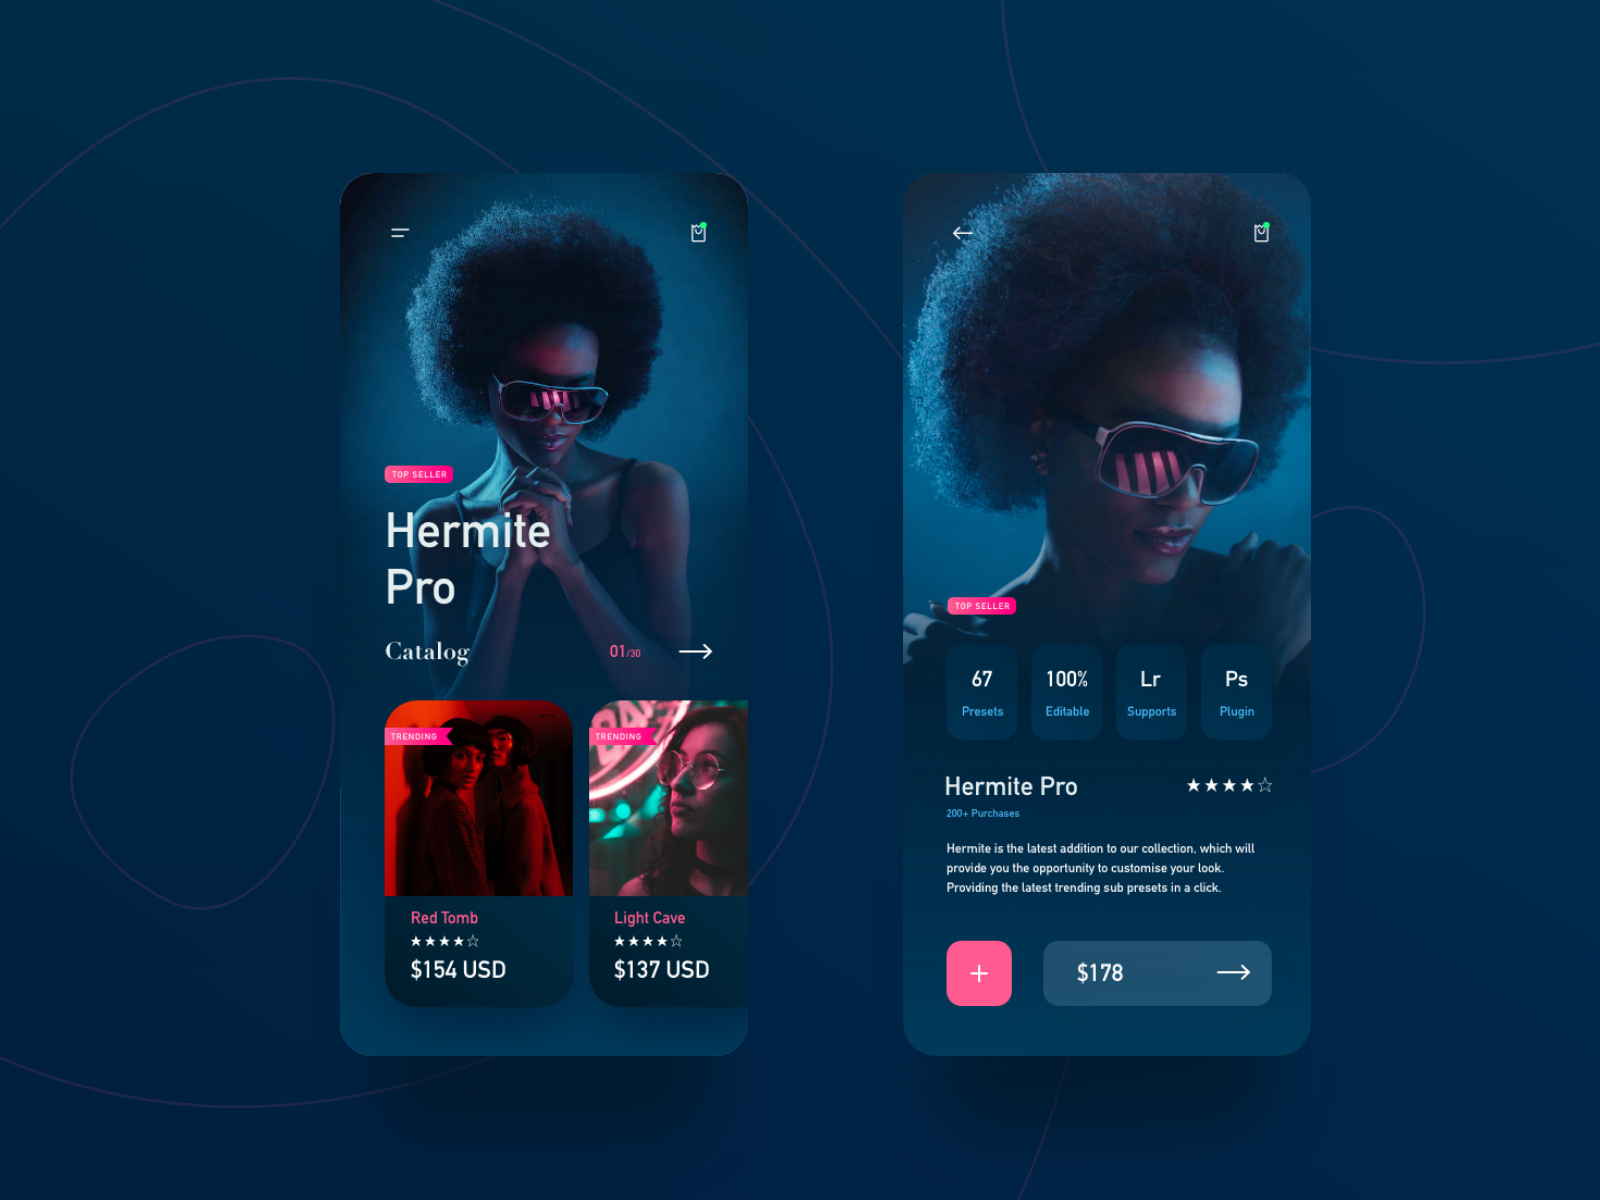 TOP SELLER
Hermite
Pro
Catalog
01/30
TRENDING
Red Tomb
$154 USD
TRENDING
Light Cave
$137 USD
TOP SELLER
67
Presets
100%
Editable
Lr
Supports
Ps
Plugin
Hermite Pro
200+ Purchases
Hermite is the latest addition to our collection, which will
provide you the opportunity to customise your look.
Providing the latest trending sub presets in a click.
+
$178